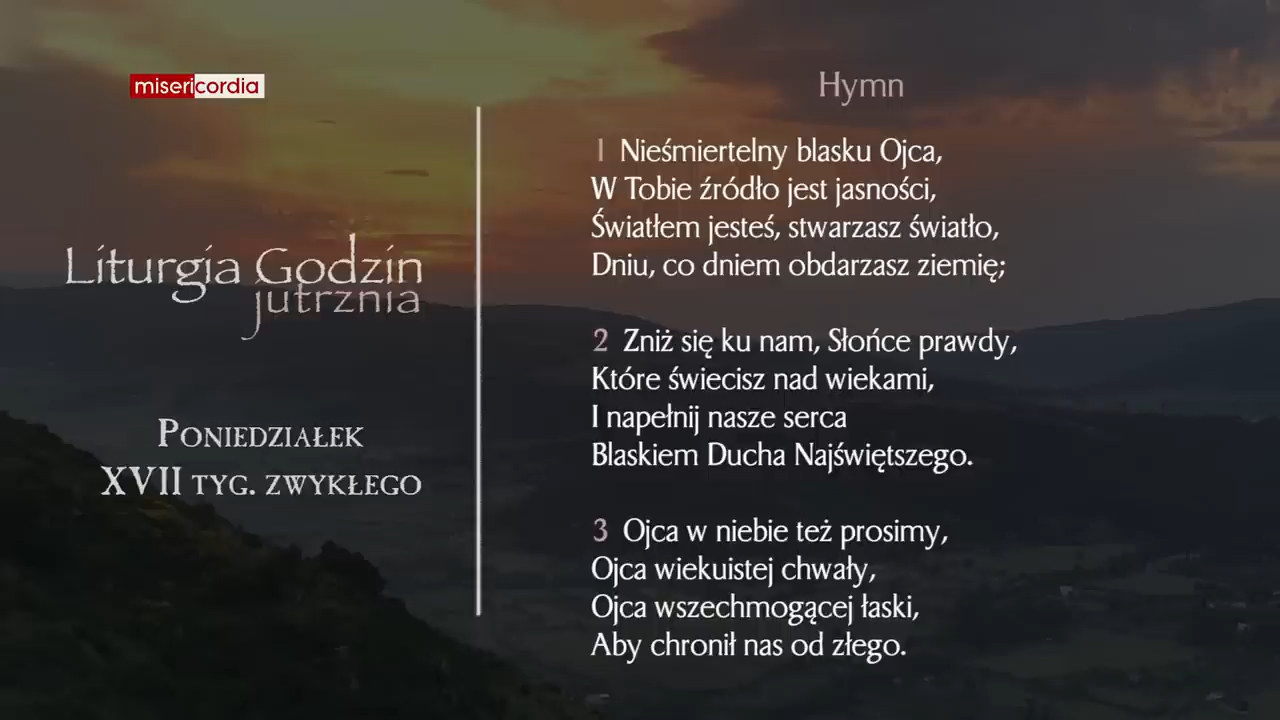 misericordia
Liturgia Godzin
jutrznia
Poniedziałek
XVII tyg. zwykłego
Hymn
1 Nieśmiertelny blasku Ojca,
W Tobie źródło jest jasności,
Światłem jesteś, stwarzasz światło,
Dniu, co dniem obdarzasz ziemię;
2 Zniż się ku nam, Słońce prawdy,
Które świecisz nad wiekami,
I napełnij nasze serca
Blaskiem Ducha Najświętszego.
3 Ojca w niebie też prosimy,
Ojca wiekuistej chwały,
Ojca wszechmogącej łaski,
Aby chronił nas od złego.